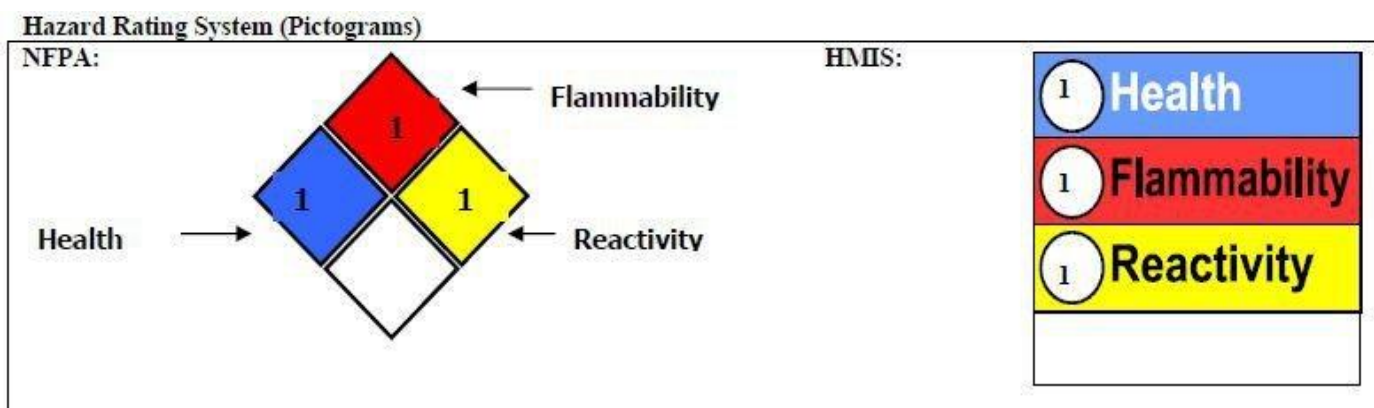 Hazard Rating System (Pictograms)
NFPA:
Flammability
1
1
1
Health
Reactivity
HMIS:
1 Health
1 Flammability
1 Reactivity